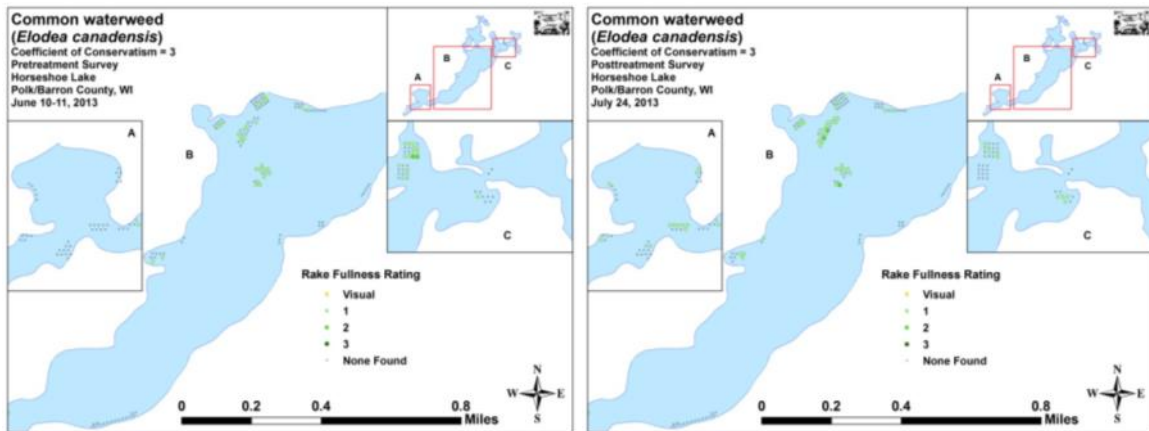 Common waterweed
(Elodea canadensis)
Coefficient of Conservatism = 3
Pretreatment Survey
Horseshoe Lake
Polk/Barron County, WI
June 10-11, 2013
A
B
C
A
B
C
Rake Fullness Rating
Visual
1
2
3
None Found
N
W E
S
0 0.2 0.4 0.8
Miles
Common waterweed
(Elodea canadensis)
Coefficient of Conservatism = 3
Posttreatment Survey
Horseshoe Lake
Polk/Barron County, WI
July 24, 2013
A
B
C
A
B
C
Rake Fullness Rating
Visual
1
2
3
None Found
N
W E
S
0 0.2 0.4 0.8
Miles